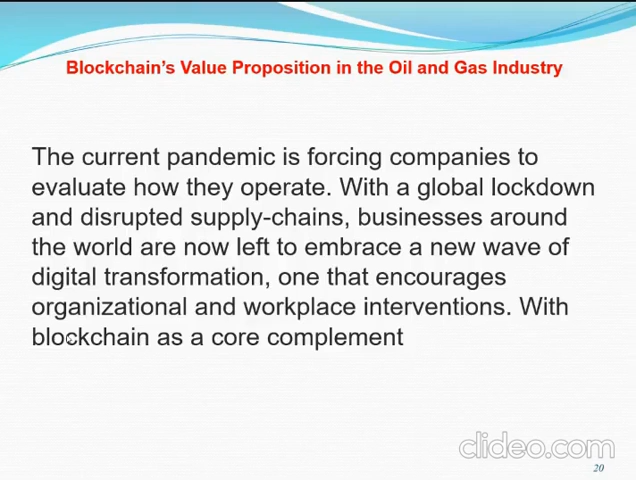 Blockchain's Value Proposition in the Oil and Gas Industry
The current pandemic is forcing companies to
evaluate how they operate. With a global lockdown
and disrupted supply-chains, businesses around
the world are now left to embrace a new wave of
digital transformation, one that encourages
organizational and workplace interventions. With
blockchain as a core complement
clideo.com
20